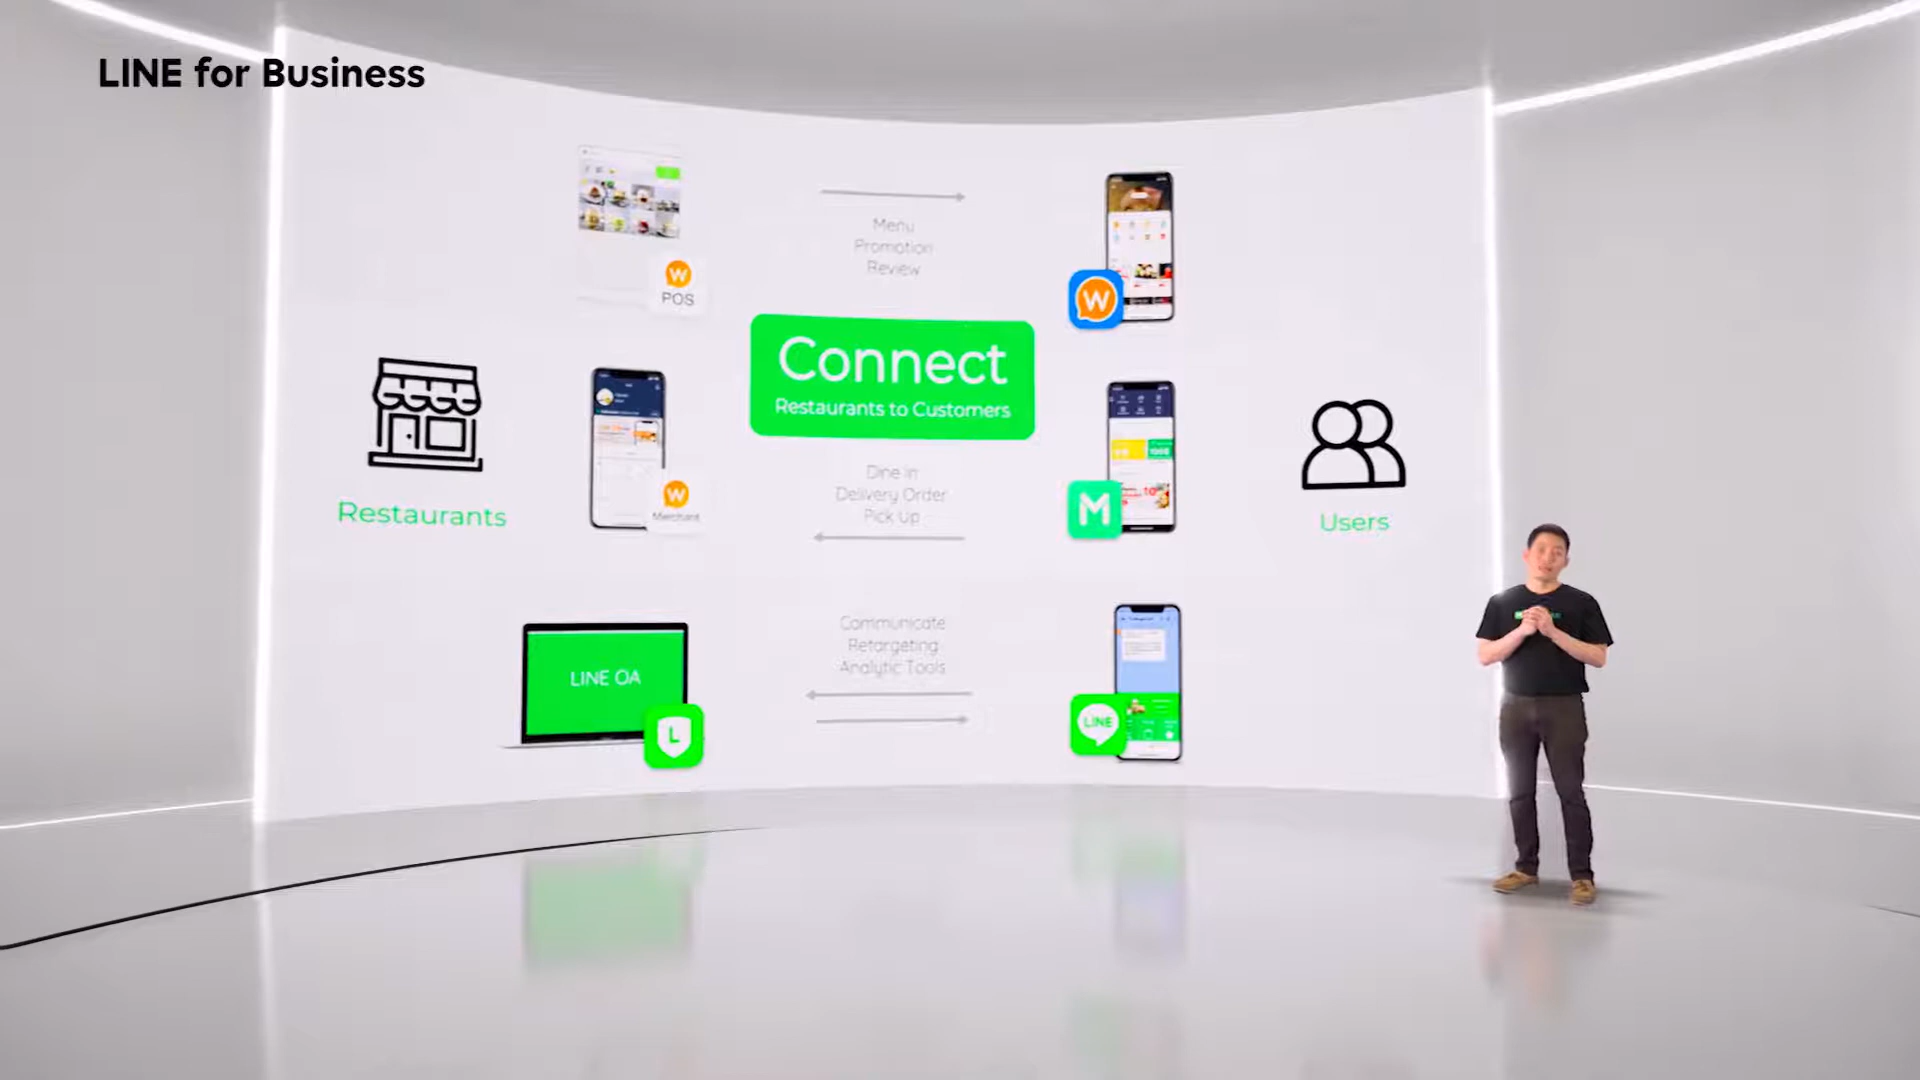 LINE for Business
Menu
Promotion
Review
W
POS
W
Connect
Restaurants to Customers
Restaurants
W
Merchant
Dine in
Delivery Order
Pick Up
M
Users
LINE OA
L
Communicate
Retargeting
Analytic Tools
LINE